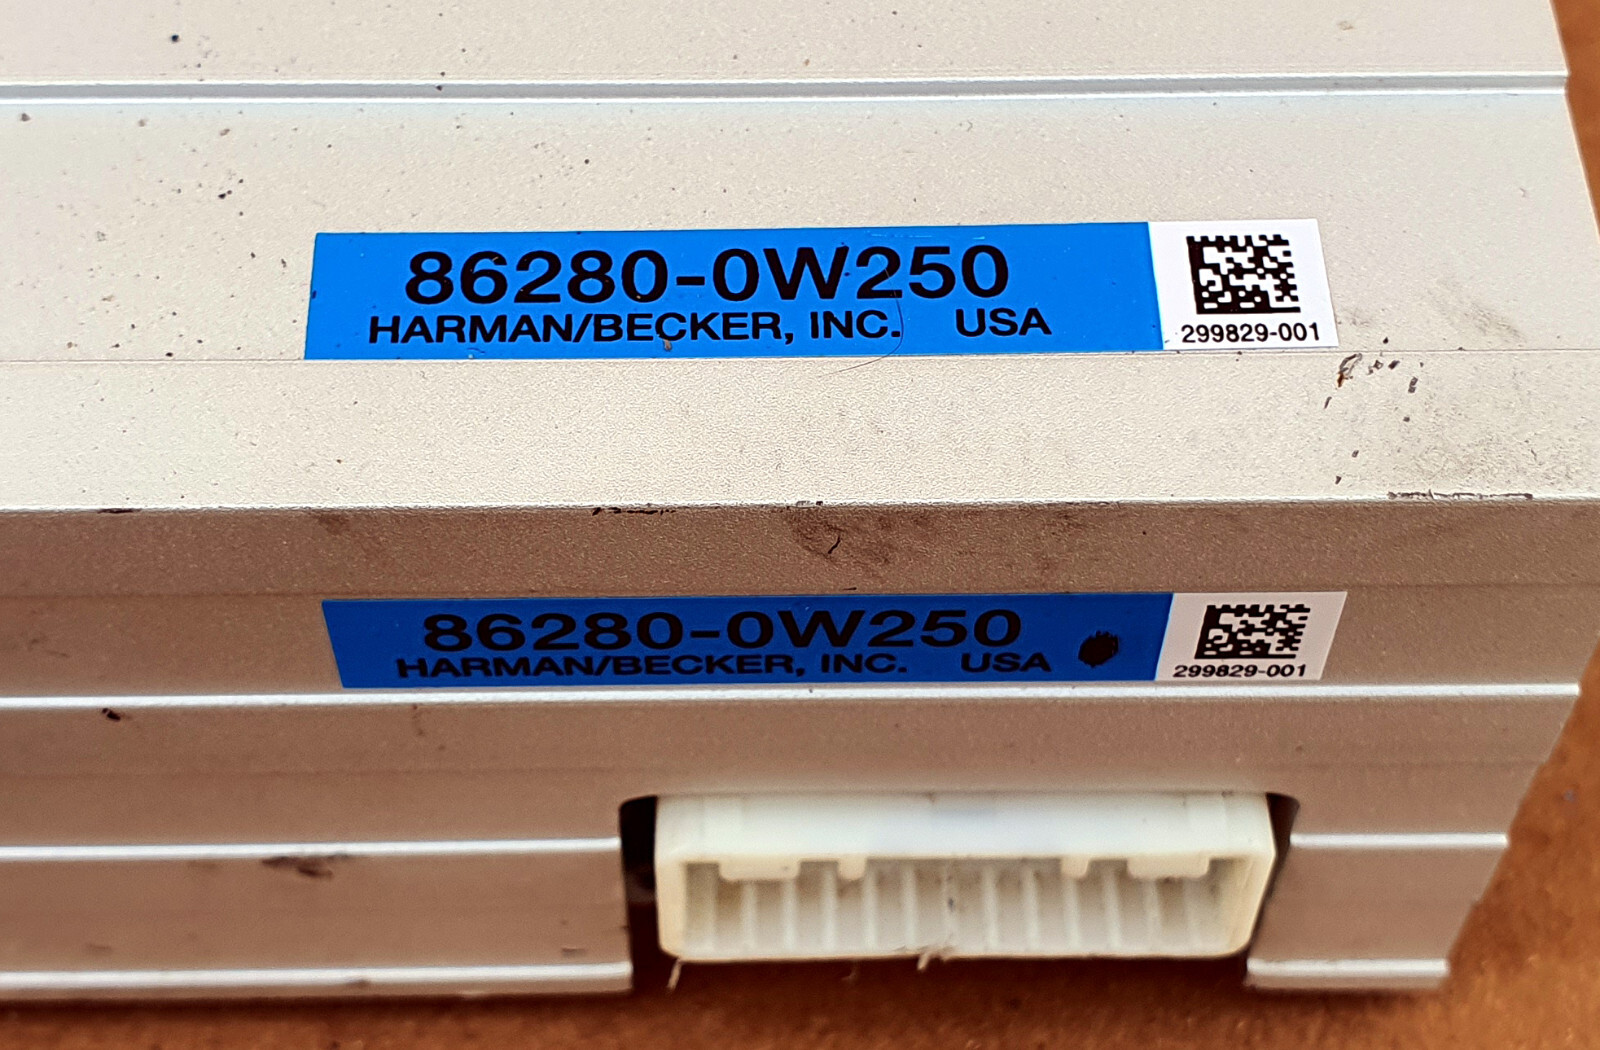 86280-0W250
HARMAN/BECKER, INC. USA
299829-001
86280-0W250
HARMAN/BECKER, INC. USA
299829-001